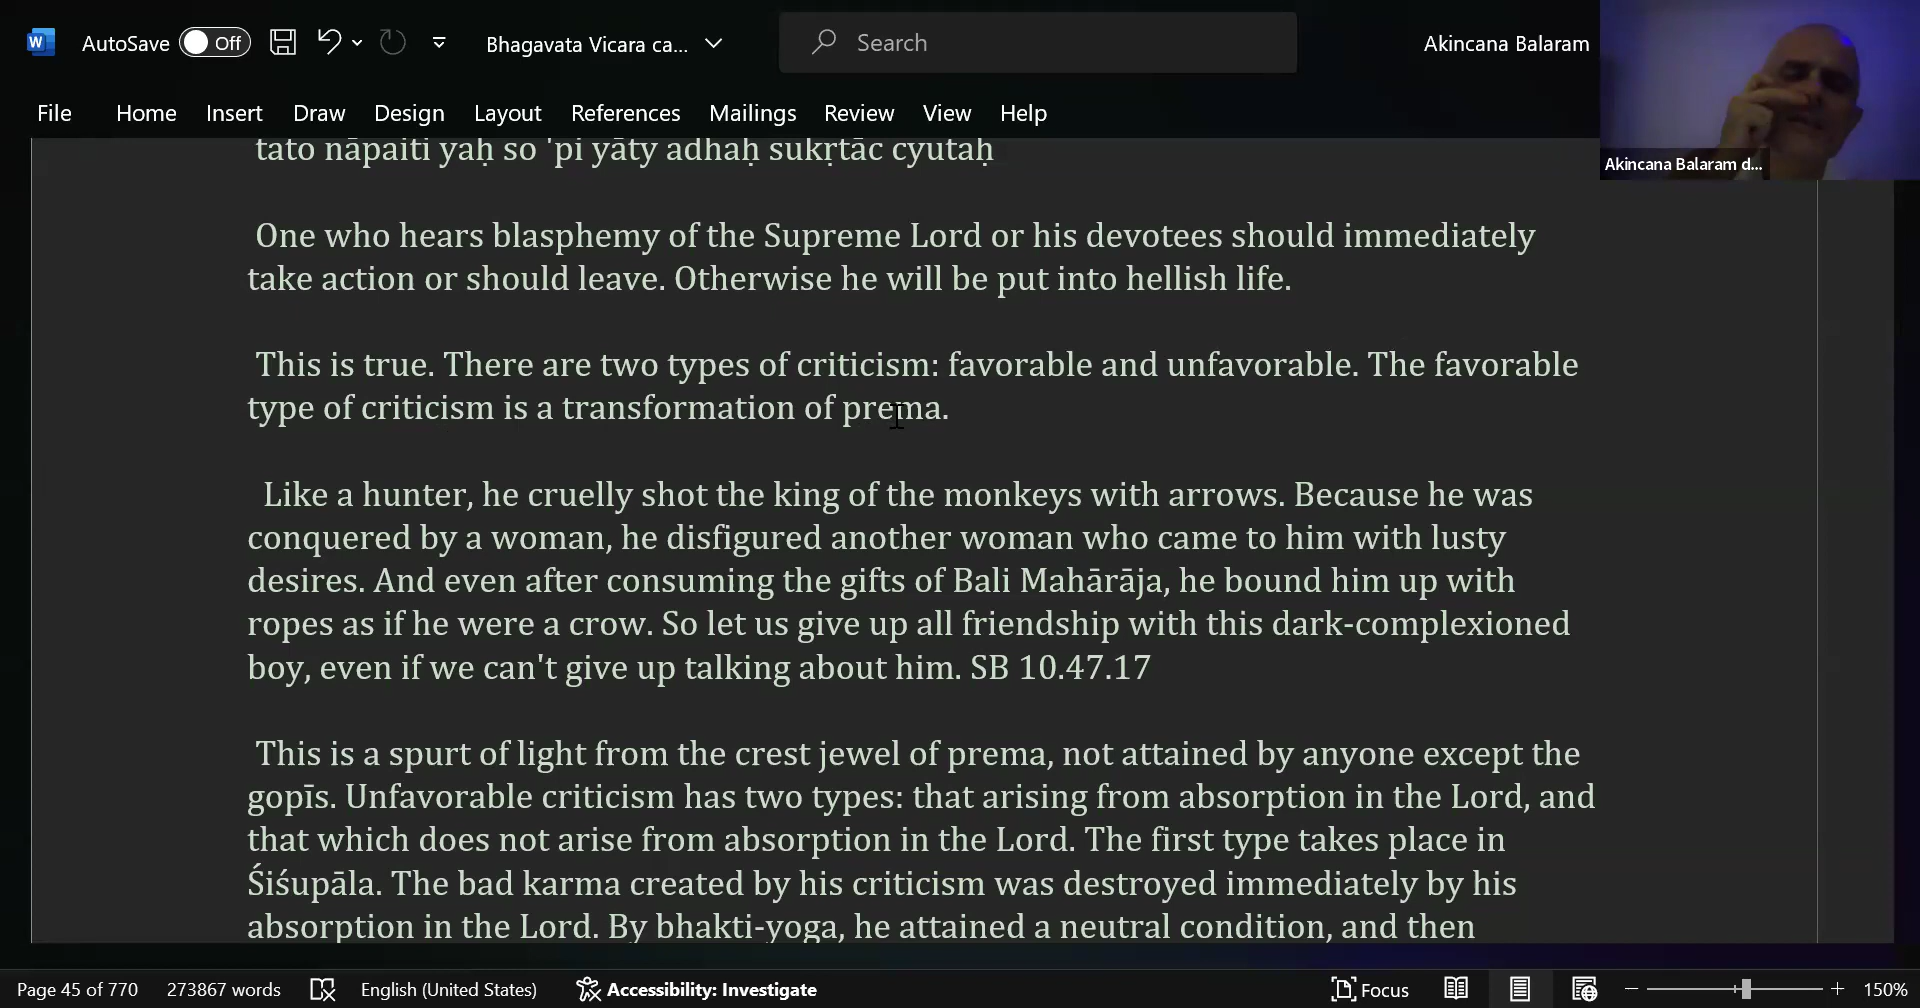 W AutoSave Off Bhagavata Vicara ca... Search Akincana Balaram
File Home Insert Draw Design Layout References Mailings Review View Help
Akincana Balaram d...
tato nāpaiti yaḥ so 'pi yāty adhaḥ sukṛtāc cyutaḥ
One who hears blasphemy of the Supreme Lord or his devotees should immediately
take action or should leave. Otherwise he will be put into hellish life.
This is true. There are two types of criticism: favorable and unfavorable. The favorable
type of criticism is a transformation of prema.
Like a hunter, he cruelly shot the king of the monkeys with arrows. Because he was
conquered by a woman, he disfigured another woman who came to him with lusty
desires. And even after consuming the gifts of Bali Mahārāja, he bound him up with
ropes as if he were a crow. So let us give up all friendship with this dark-complexioned
boy, even if we can't give up talking about him. SB 10.47.17
This is a spurt of light from the crest jewel of prema, not attained by anyone except the
gopīs. Unfavorable criticism has two types: that arising from absorption in the Lord, and
that which does not arise from absorption in the Lord. The first type takes place in
Śiśupāla. The bad karma created by his criticism was destroyed immediately by his
absorption in the Lord. By bhakti-yoga, he attained a neutral condition, and then
Page 45 of 770 273867 words English (United States) Accessibility: Investigate Focus 150%